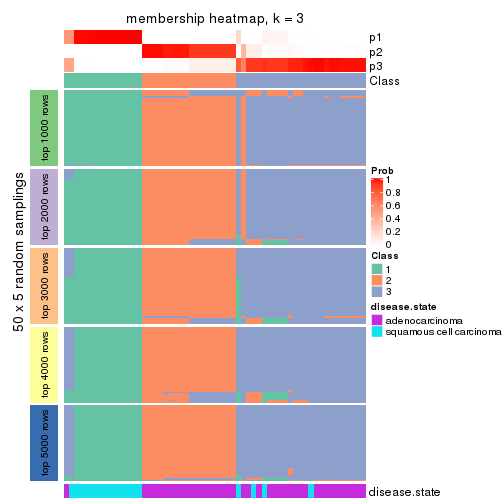 membership heatmap, k = 3
p1
p2
p3
Class
50 x 5 random samplings
top 1000 rows
top 2000 rows
top 3000 rows
top 4000 rows
top 5000 rows
Prob
1
0.8
0.6
0.4
0.2
0
Class
1
2
3
disease.state
adenocarcinoma
squamous cell carcinoma
disease.state